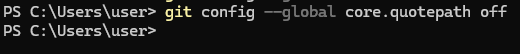 PS C:\Users\user> git config --global core.quotepath off
PS C:\Users\user>